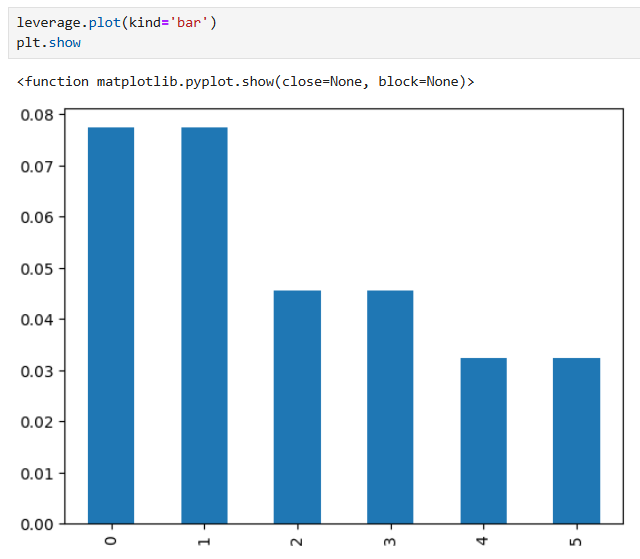 leverage.plot(kind='bar')
plt.show
<function matplotlib.pyplot.show(close=None, block=None)>
0.08
0.07
0.06
0.05
0.04
0.03
0.02
0.01
0.00
0 1 2 3 4 5